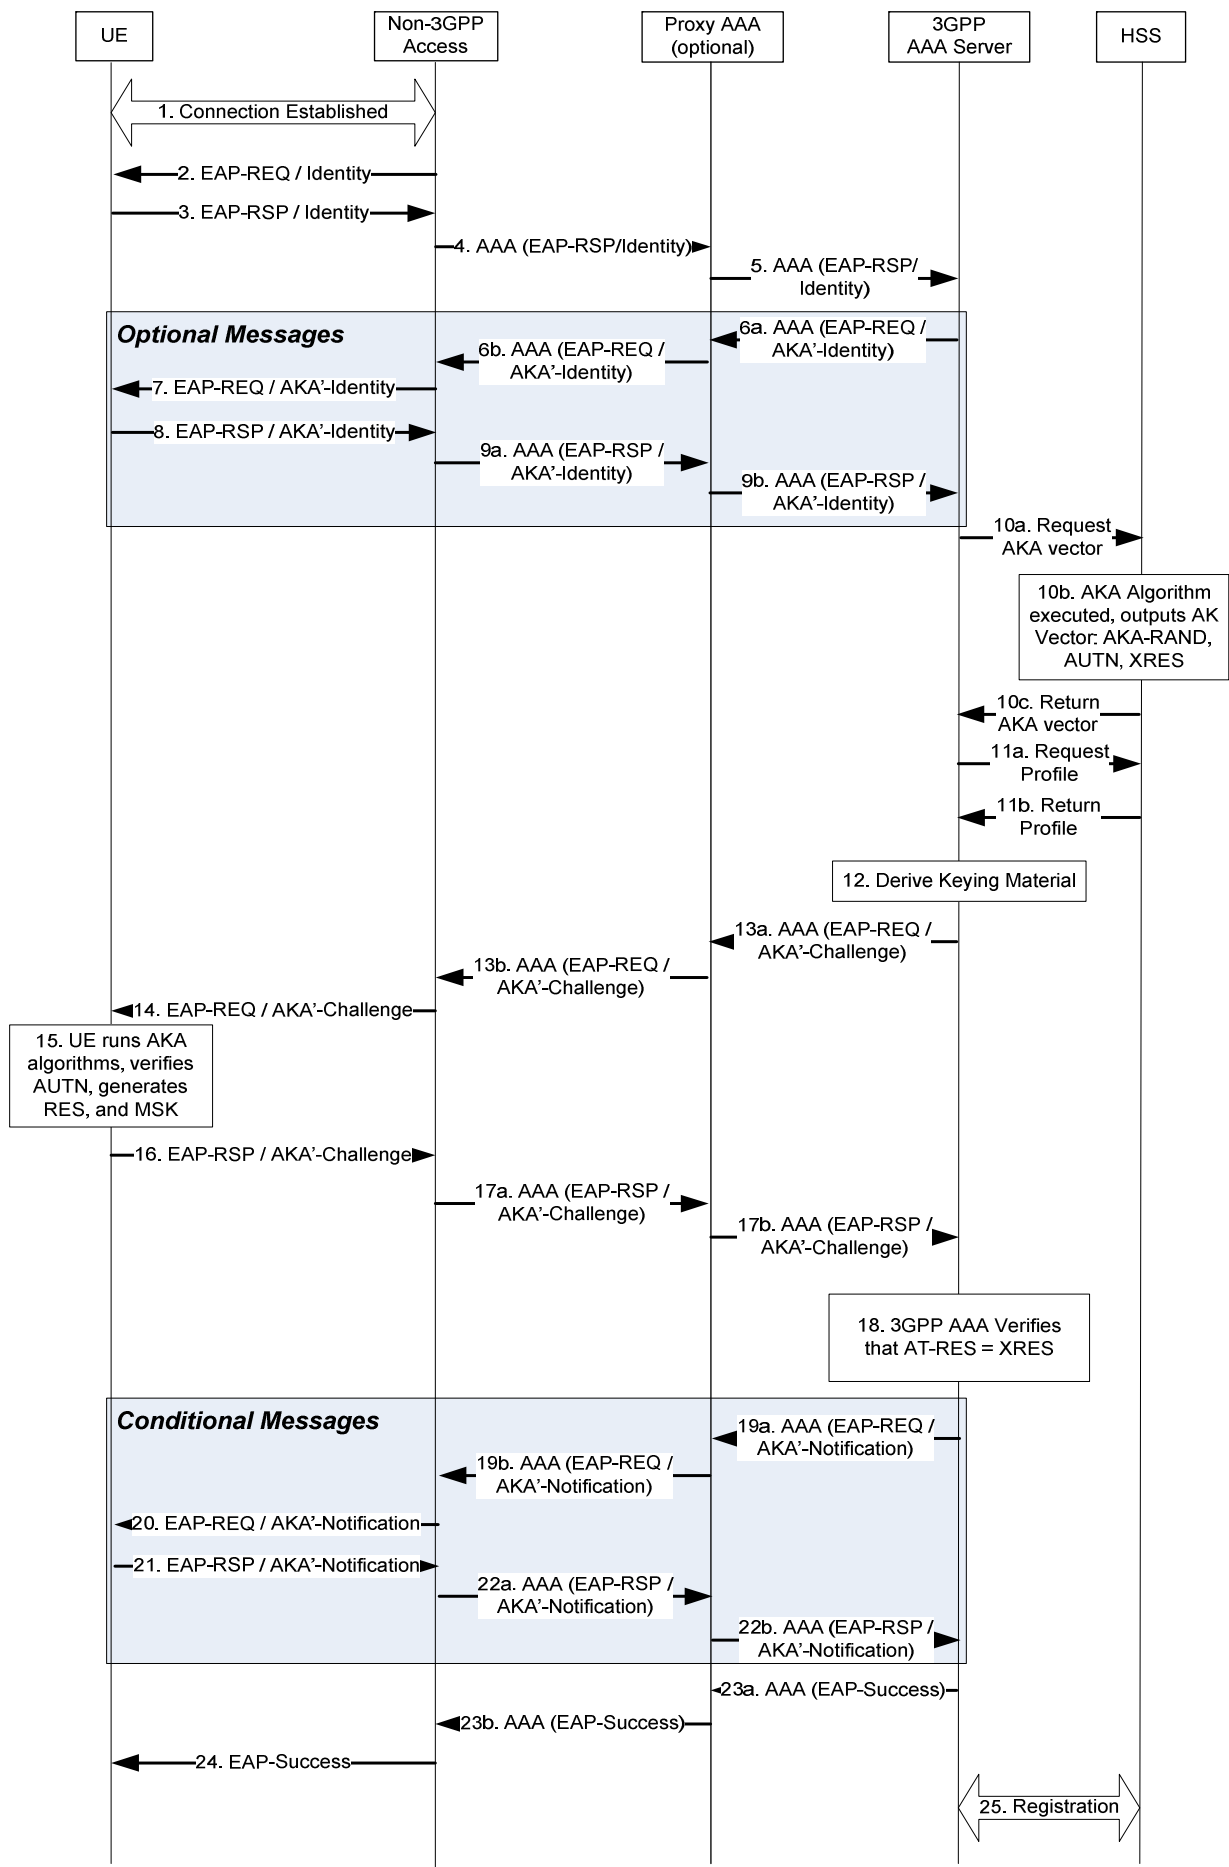 UE
Non-3GPP
Access
Proxy AAA
(optional)
3GPP
AAA Server
HSS
1. Connection Established
2. EAP-REQ / Identity
3. EAP-RSP / Identity
4. AAA (EAP-RSP/Identity)
5. AAA (EAP-RSP/
Identity)
Optional Messages
6a. AAA (EAP-REQ /
AKA'-Identity)
6b. AAA (EAP-REQ /
AKA'-Identity)
7. EAP-REQ / AKA'-Identity
8. EAP-RSP / AKA'-Identity
9a. AAA (EAP-RSP /
AKA'-Identity)
9b. AAA (EAP-RSP /
AKA'-Identity)
10a. Request
AKA vector
10b. AKA Algorithm
executed, outputs AK
Vector: AKA-RAND,
AUTN, XRES
10c. Return
AKA vector
11a. Request
Profile
11b. Return
Profile
12. Derive Keying Material
13a. AAA (EAP-REQ /
AKA'-Challenge)
13b. AAA (EAP-REQ /
AKA'-Challenge)
14. EAP-REQ / AKA'-Challenge
15. UE runs AKA
algorithms, verifies
AUTN, generates
RES, and MSK
16. EAP-RSP / AKA'-Challenge
17a. AAA (EAP-RSP /
AKA'-Challenge)
17b. AAA (EAP-RSP /
AKA'-Challenge)
18. 3GPP AAA Verifies
that AT-RES = XRES
Conditional Messages
19a. AAA (EAP-REQ /
AKA'-Notification)
19b. AAA (EAP-REQ /
AKA'-Notification)
20. EAP-REQ / AKA'-Notification
21. EAP-RSP / AKA'-Notification
22a. AAA (EAP-RSP /
AKA'-Notification)
22b. AAA (EAP-RSP /
AKA'-Notification)
23a. AAA (EAP-Success)
23b. AAA (EAP-Success)
24. EAP-Success
25. Registration